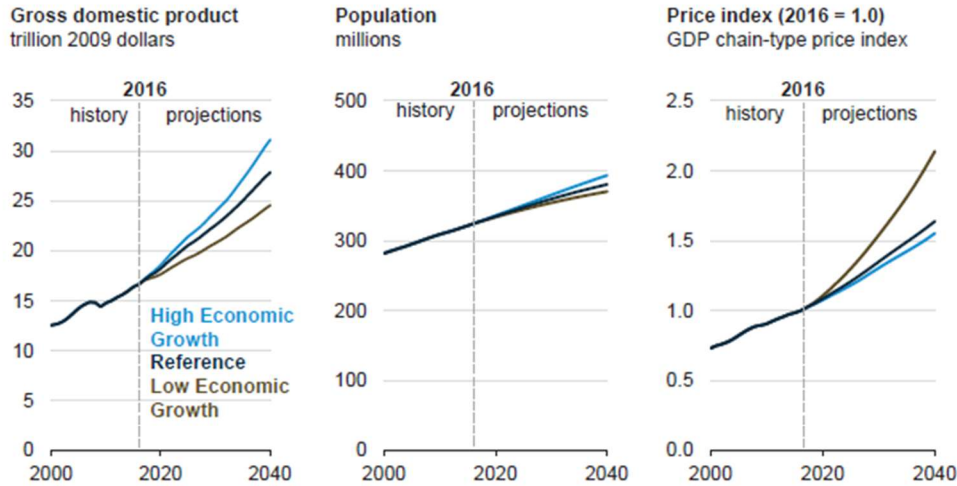 Gross domestic product
trillion 2009 dollars
2016
history projections
35
30
25
20
15
10
5
0
2000 2020 2040
High Economic
Growth
Reference
Low Economic
Growth
Population
millions
2016
history projections
500
400
300
200
100
0
2000 2020 2040
Price index (2016 = 1.0)
GDP chain-type price index
2016
history projections
2.5
2.0
1.5
1.0
0.5
0.0
2000 2020 2040